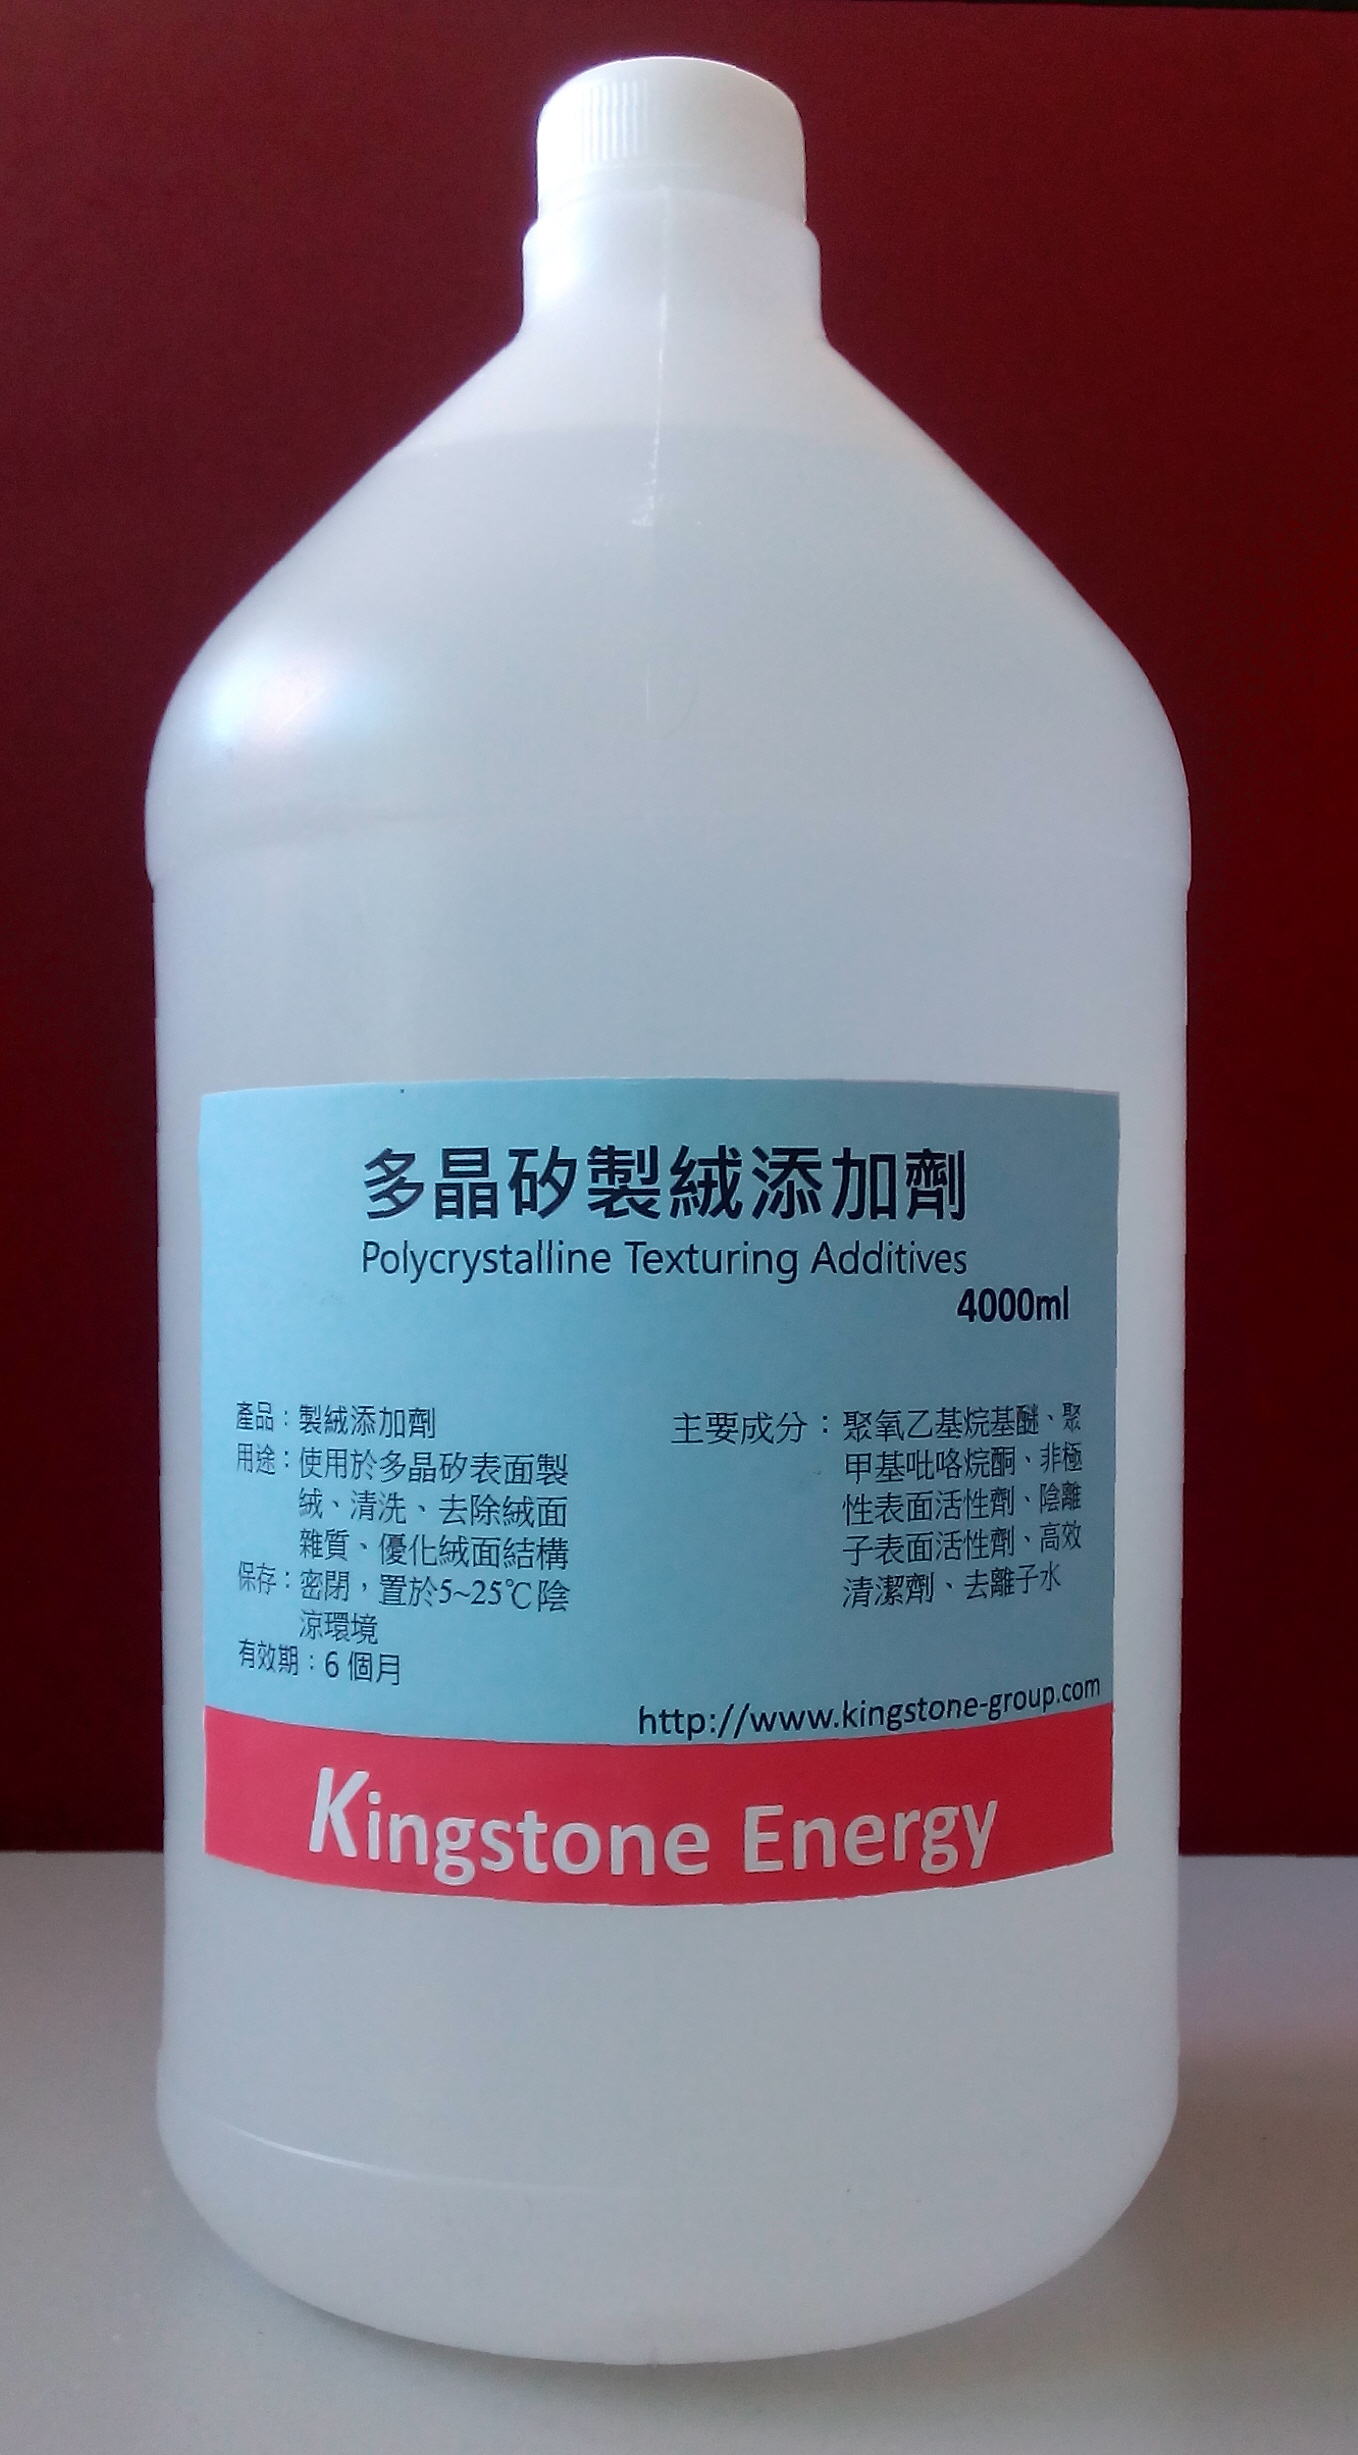 多晶矽製絨添加劑
Polycrystalline Texturing Additives
4000ml
產品：製絨添加劑
用途：使用於多晶矽表面製
絨、清洗、去除絨面
雜質、優化絨面結構
保存：密閉，置於5~25℃陰
涼環境
有效期：6 個月
主要成分：聚氧乙基烷基醚、聚
甲基吡咯烷酮、非極
性表面活性劑、陰離
子表面活性劑、高效
清潔劑、去離子水
http://www.kingstone-group.com
Kingstone Energy